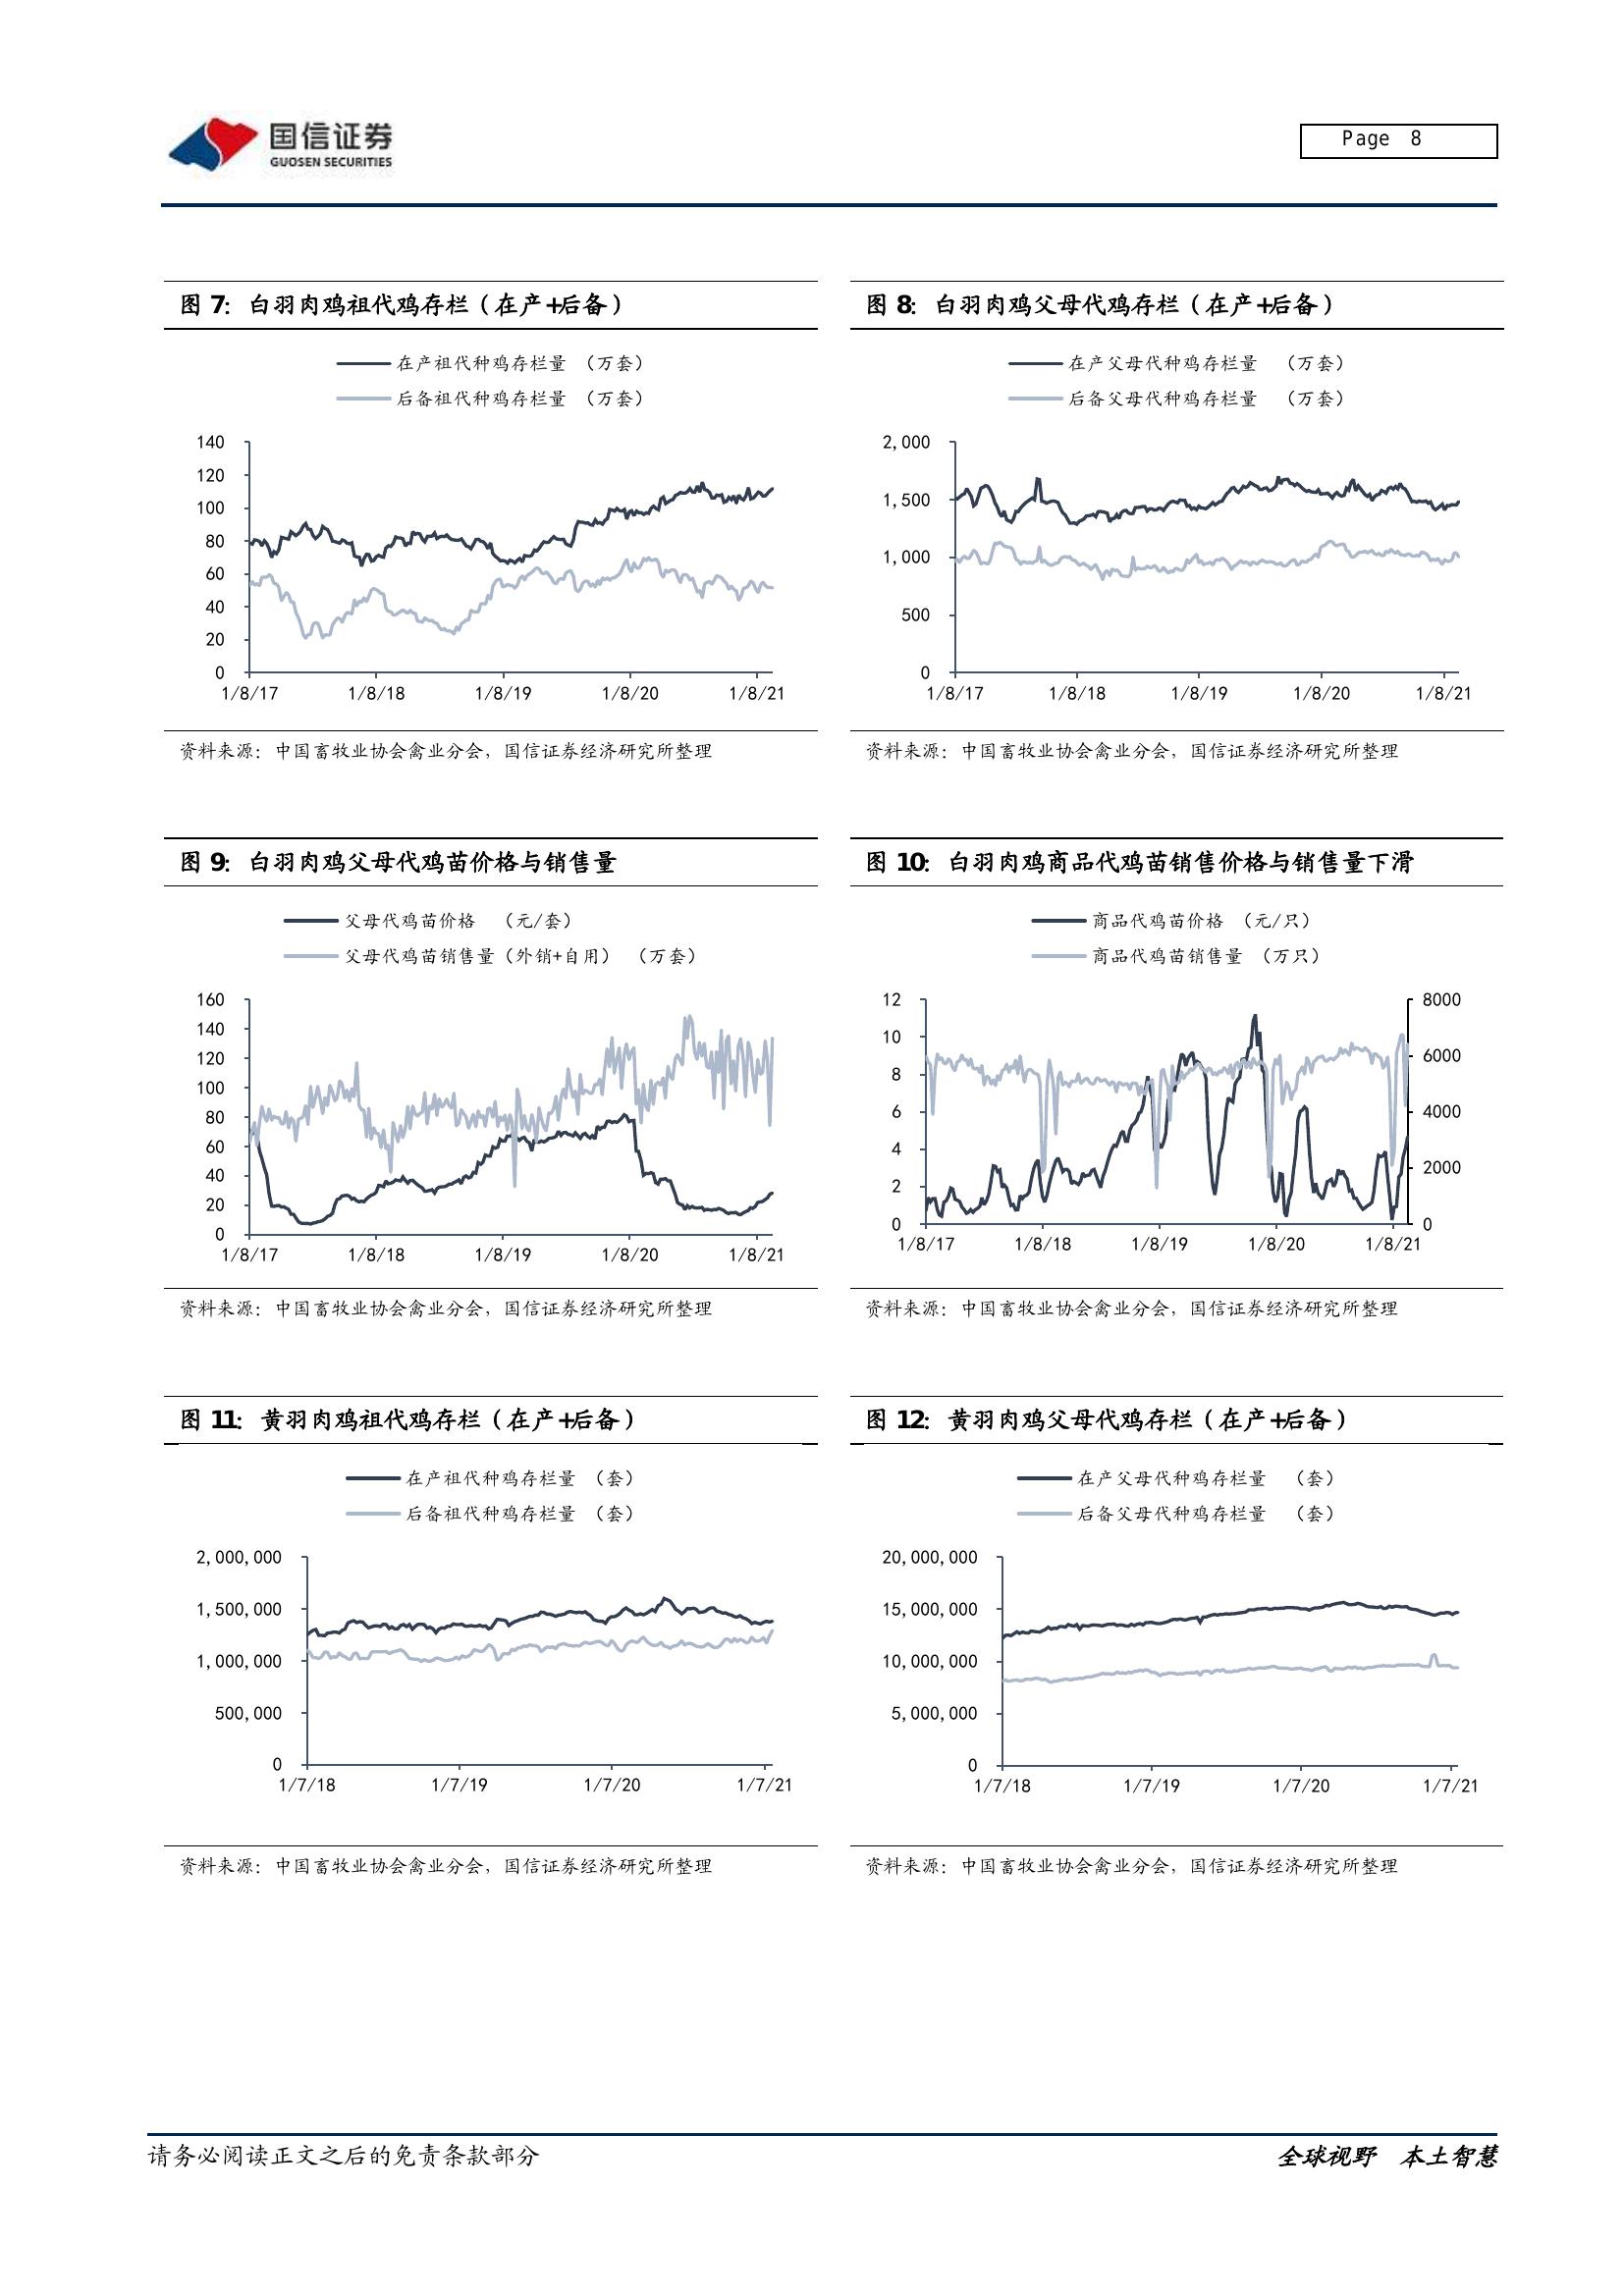 国信证券
GUOSEN SECURITIES
Page 8
图 7: 白羽肉鸡祖代鸡存栏（在产+后备）
在产祖代种鸡存栏量 （万套）
后备祖代种鸡存栏量 （万套）
140
120
100
80
60
40
20
0
1/8/17 1/8/18 1/8/19 1/8/20 1/8/21
资料来源：中国畜牧业协会禽业分会，国信证券经济研究所整理
图 8: 白羽肉鸡父母代鸡存栏（在产+后备）
在产父母代种鸡存栏量 （万套）
后备父母代种鸡存栏量 （万套）
2,000
1,500
1,000
500
0
1/8/17 1/8/18 1/8/19 1/8/20 1/8/21
资料来源：中国畜牧业协会禽业分会，国信证券经济研究所整理
图 9: 白羽肉鸡父母代鸡苗价格与销售量
父母代鸡苗价格 （元/套）
父母代鸡苗销售量（外销+自用）（万套）
160
140
120
100
80
60
40
20
0
1/8/17 1/8/18 1/8/19 1/8/20 1/8/21
资料来源：中国畜牧业协会禽业分会，国信证券经济研究所整理
图 10: 白羽肉鸡商品代鸡苗销售价格与销售量下滑
商品代鸡苗价格 （元/只）
商品代鸡苗销售量 （万只）
12 8000
10
8 6000
6
4 4000
2 2000
0 0
1/8/17 1/8/18 1/8/19 1/8/20 1/8/21
资料来源：中国畜牧业协会禽业分会，国信证券经济研究所整理
图 11: 黄羽肉鸡祖代鸡存栏（在产+后备）
在产祖代种鸡存栏量 （套）
后备祖代种鸡存栏量 （套）
2,000,000
1,500,000
1,000,000
500,000
0
1/7/18 1/7/19 1/7/20 1/7/21
资料来源：中国畜牧业协会禽业分会，国信证券经济研究所整理
图 12: 黄羽肉鸡父母代鸡存栏（在产+后备）
在产父母代种鸡存栏量 （套）
后备父母代种鸡存栏量 （套）
20,000,000
15,000,000
10,000,000
5,000,000
0
1/7/18 1/7/19 1/7/20 1/7/21
资料来源：中国畜牧业协会禽业分会，国信证券经济研究所整理
请务必阅读正文之后的免责条款部分
全球视野 本土智慧